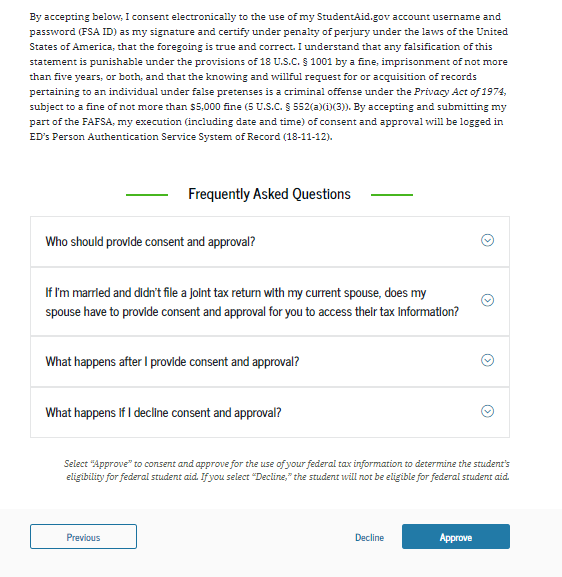 By accepting below, I consent electronically to the use of my StudentAid.gov account username and
password (FSA ID) as my signature and certify under penalty of perjury under the laws of the United
States of America, that the foregoing is true and correct. I understand that any falsification of this
statement is punishable under the provisions of 18 U.S.C. § 1001 by a fine, imprisonment of not more
than five years, or both, and that the knowing and willful request for or acquisition of records
pertaining to an individual under false pretenses is a criminal offense under the Privacy Act of 1974,
subject to a fine of not more than $5,000 fine (5 U.S.C. § 552(a)(i)(3)). By accepting and submitting my
part of the FAFSA, my execution (including date and time) of consent and approval will be logged in
ED's Person Authentication Service System of Record (18-11-12).
Frequently Asked Questions
Who should provide consent and approval?
If I'm married and didn't file a joint tax return with my current spouse, does my
spouse have to provide consent and approval for you to access their tax information?
What happens after I provide consent and approval?
What happens if I decline consent and approval?
Select "Approve" to consent and approve for the use of your federal tax information to determine the student's
eligibility for federal student aid. If you select "Decline," the student will not be eligible for federal student aid.
Previous
Decline
Approve